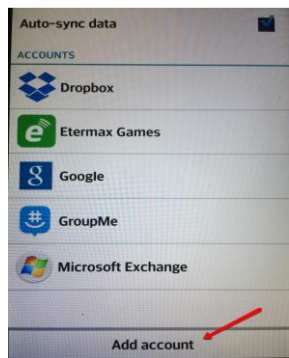 Auto-sync data
ACCOUNTS
Dropbox
Etermax Games
Google
GroupMe
Microsoft Exchange
Add account